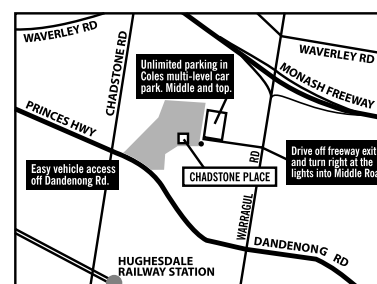 WAVERLEY RD
CHADSTONE RD
WAVERLEY RD
Unlimited parking in
Coles multi-level car
park. Middle and top.
MONASH FREEWAY
PRINCES HWY
Drive off freeway exit
and turn right at the
lights into Middle Roa
Easy vehicle access
off Dandenong Rd.
CHADSTONE PLACE
WARRAGUL RD
DANDENONG RD
HUGHESDALE
RAILWAY STATION